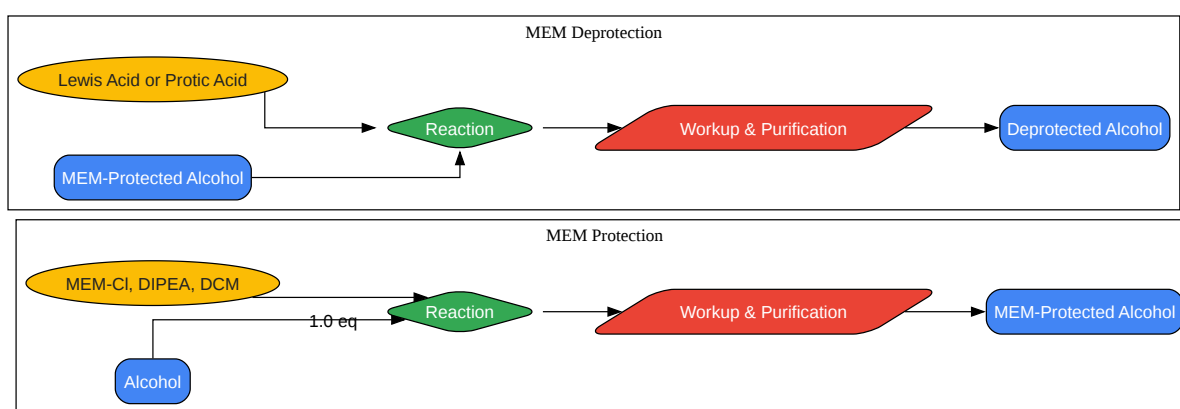 MEM Deprotection
Lewis Acid or Protic Acid
Reaction
Workup & Purification
Deprotected Alcohol
MEM-Protected Alcohol
MEM Protection
MEM-Cl, DIPEA, DCM
Reaction
Workup & Purification
MEM-Protected Alcohol
1.0 eq
Alcohol